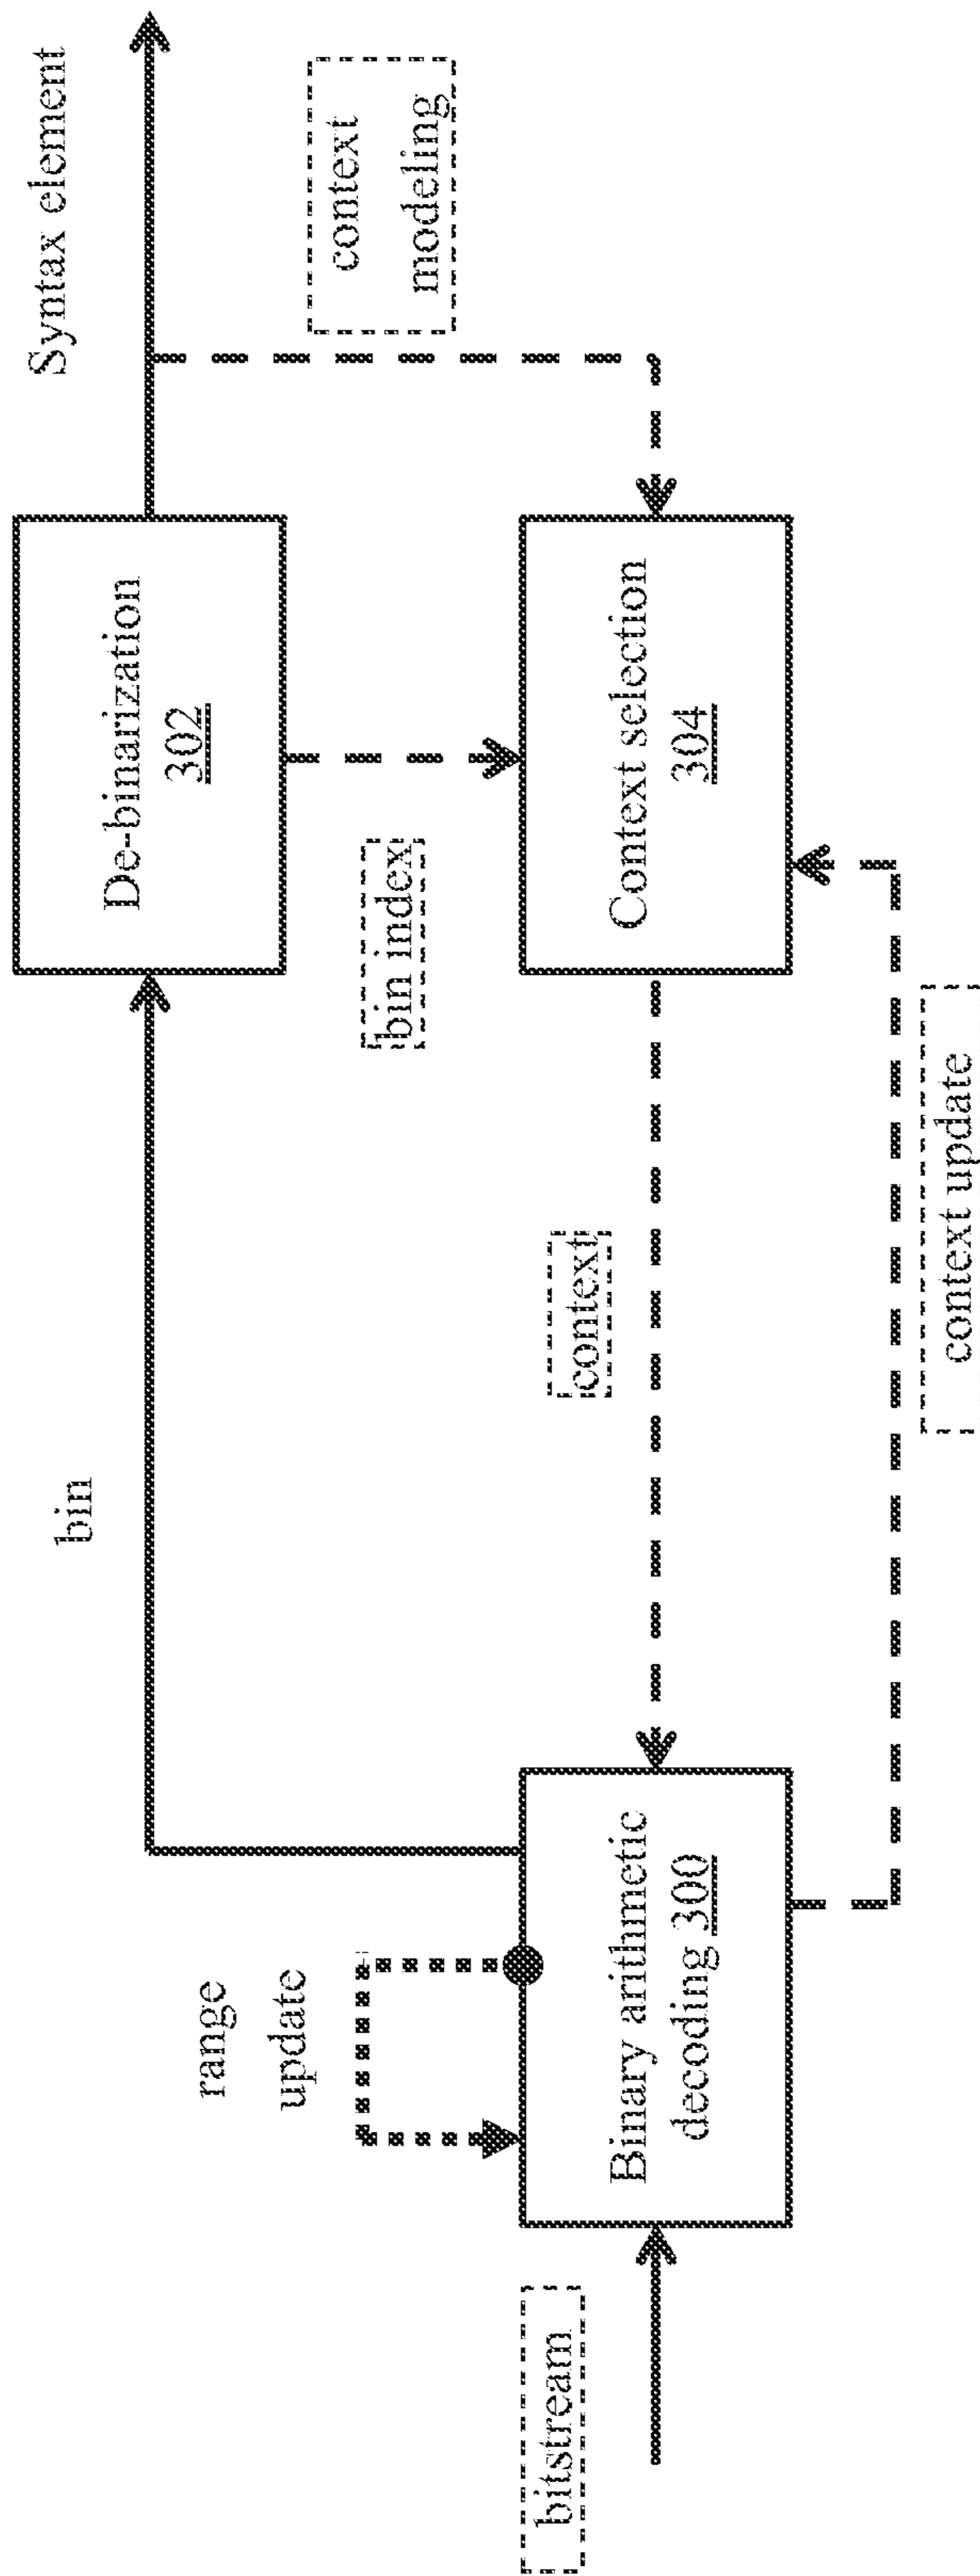 bin
Syntax element
range
update
De-binarization
302
bin index
context
modeling
bitstream
Binary arithmetic
decoding 300
context
Context selection
304
context update